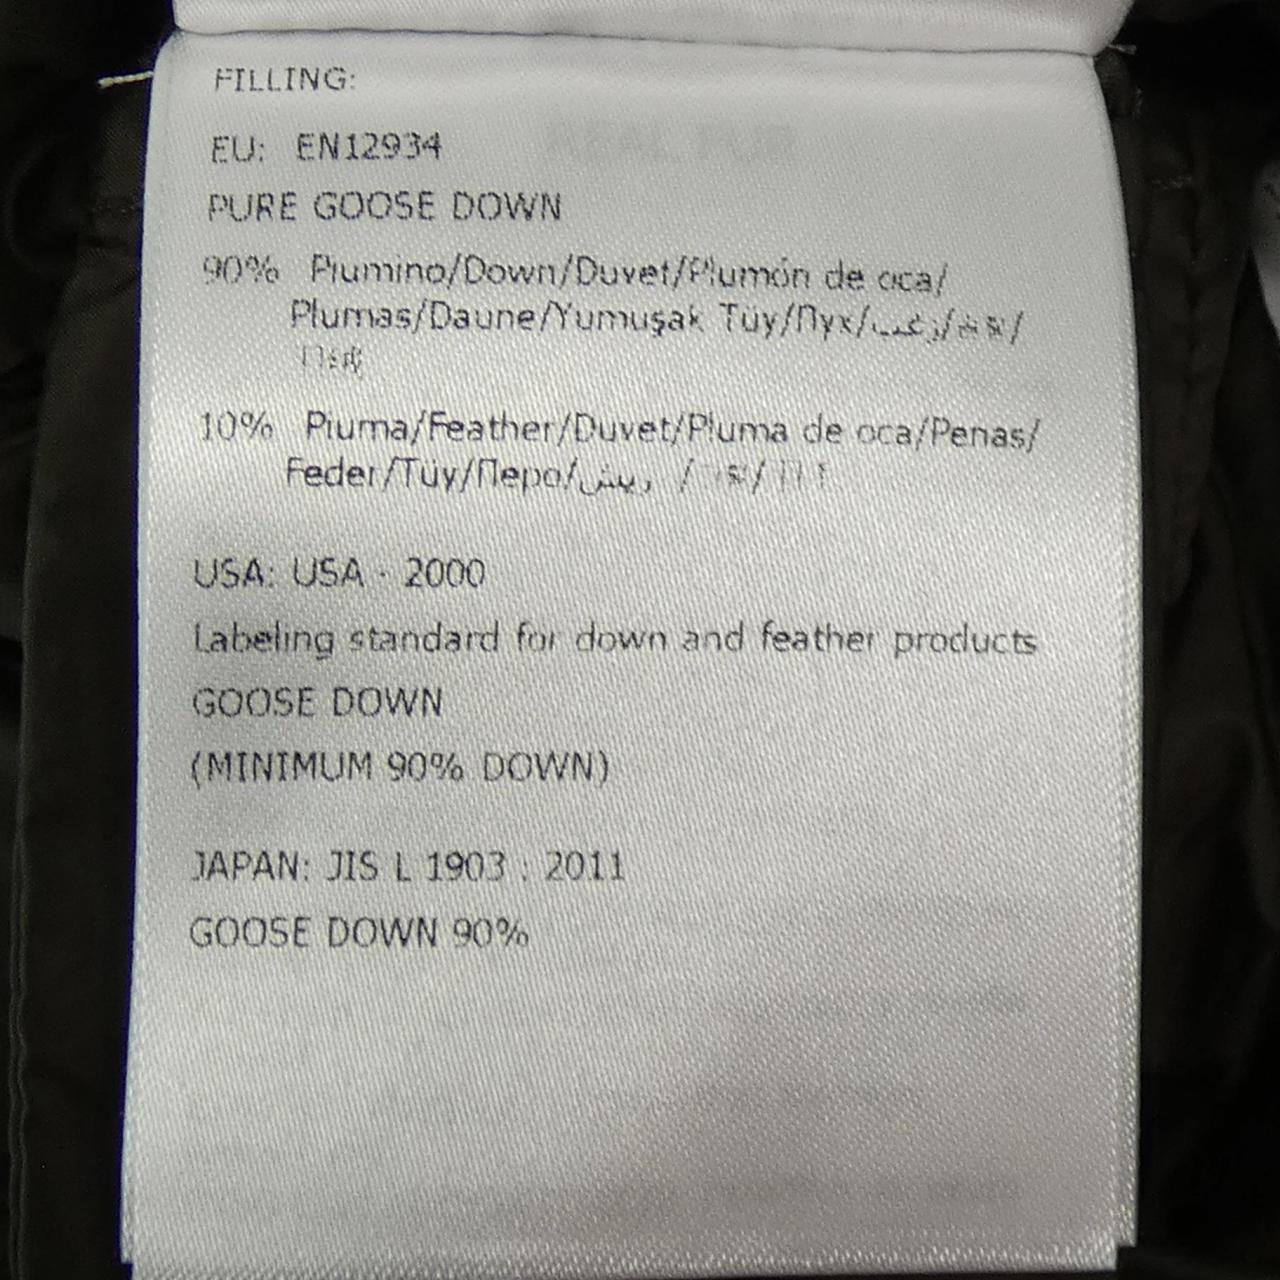 FILLING:
EU: EN12934
PURE GOOSE DOWN
90% Piumino/Down/Duvet/Plumón de oca/
Plumas/Daune/Yumuşak Tüy/Пух/زغب/
10% Piuma/Feather/Duvet/Pluma de oca/Penas/
Feder/Tüy/Перо/ريش/
USA: USA - 2000
Labeling standard for down and feather products
GOOSE DOWN
(MINIMUM 90% DOWN)
JAPAN: JIS L 1903 : 2011
GOOSE DOWN 90%